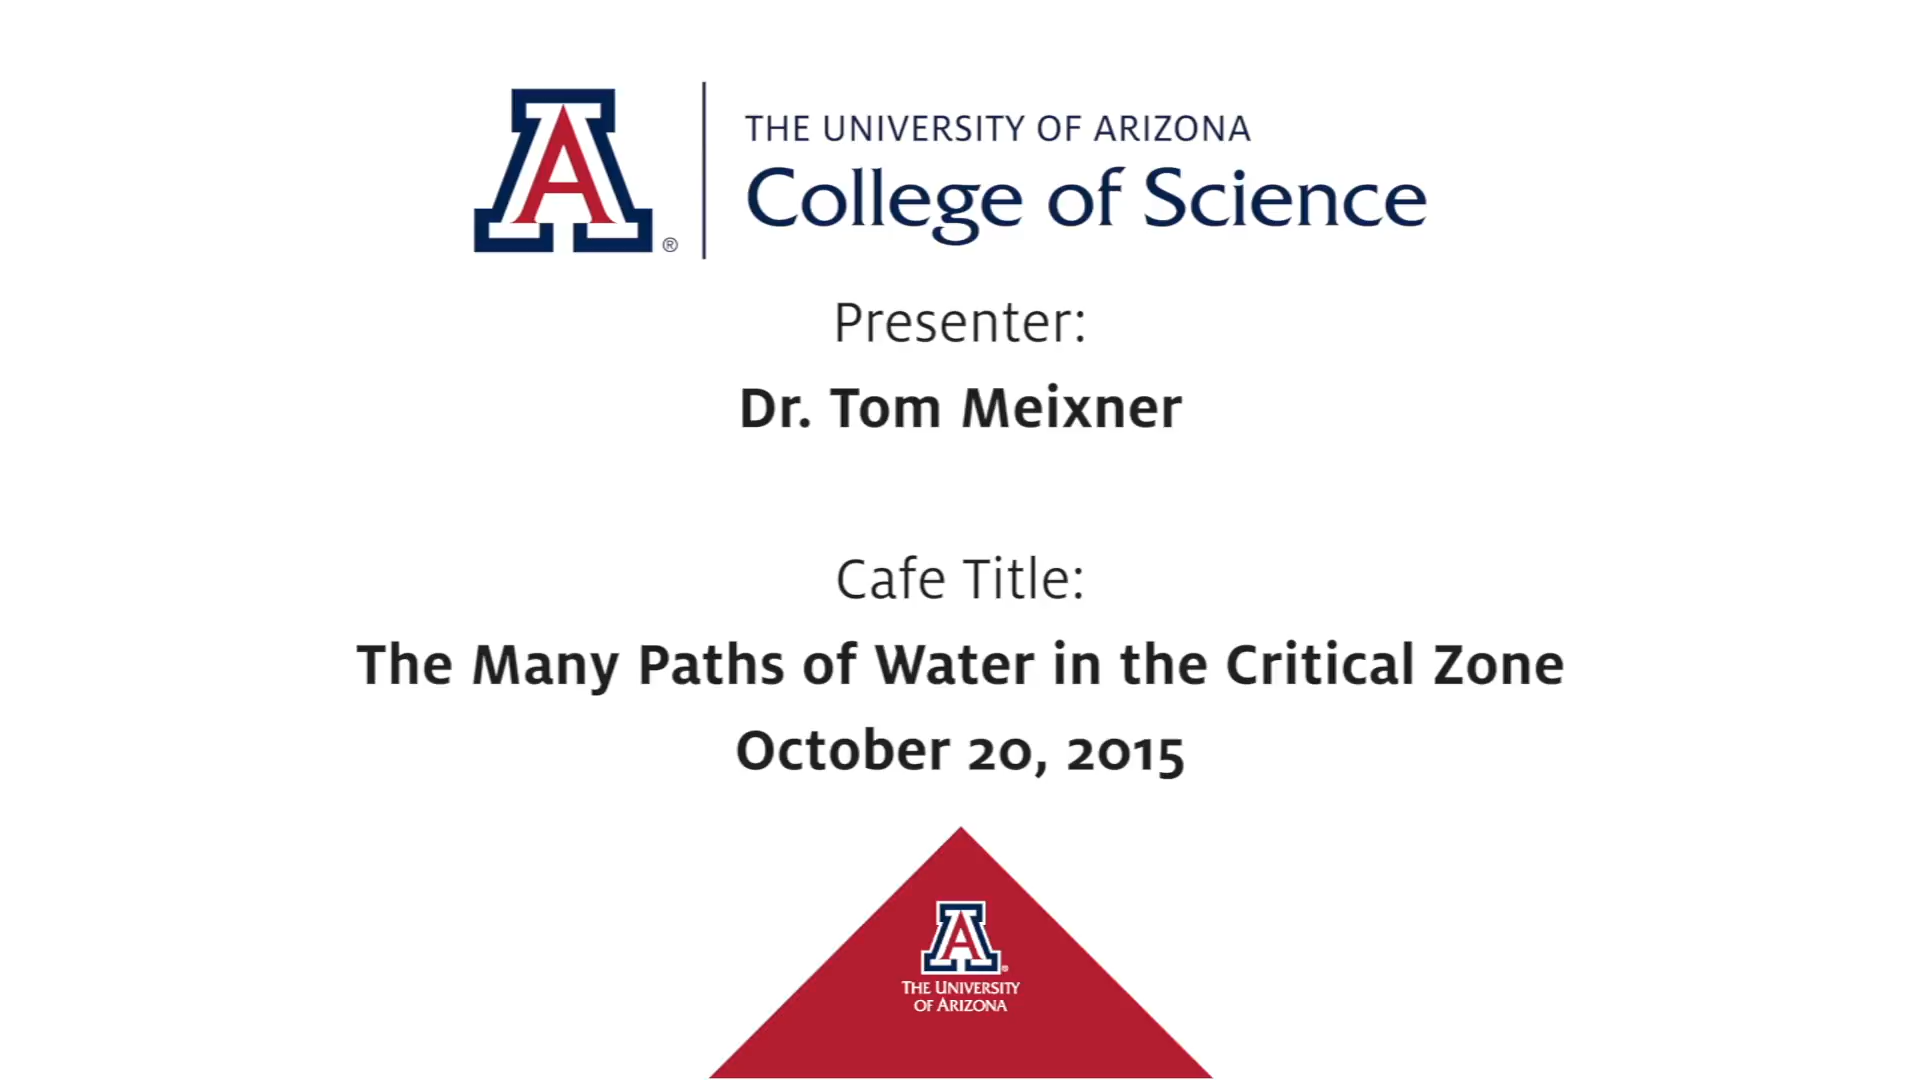 A
®
THE UNIVERSITY OF ARIZONA
College of Science
Presenter:
Dr. Tom Meixner
Cafe Title:
The Many Paths of Water in the Critical Zone
October 20, 2015
A
®
THE UNIVERSITY
OF ARIZONA